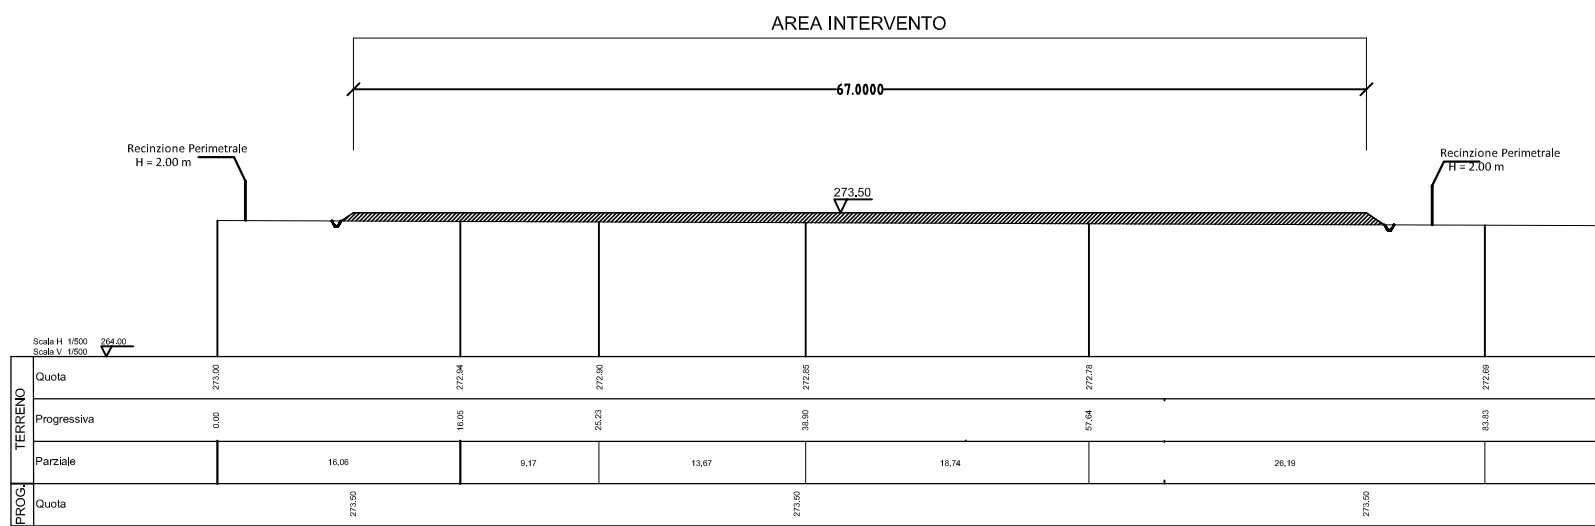 AREA INTERVENTO
67.0000
Recinzione Perimetrale
H = 2.00 m
Recinzione Perimetrale
H = 2.00 m
273.50
Scala H 1/500
Scala V 1/500
264.00
TERRENO
Quota
273.00
272.94
272.90
272.85
272.78
272.69
Progressiva
0.00
16.05
25.23
38.90
57.64
83.83
Parziale
16,06
9,17
13,67
18,74
26,19
PROG.
Quota
273.50
273.50
273.50